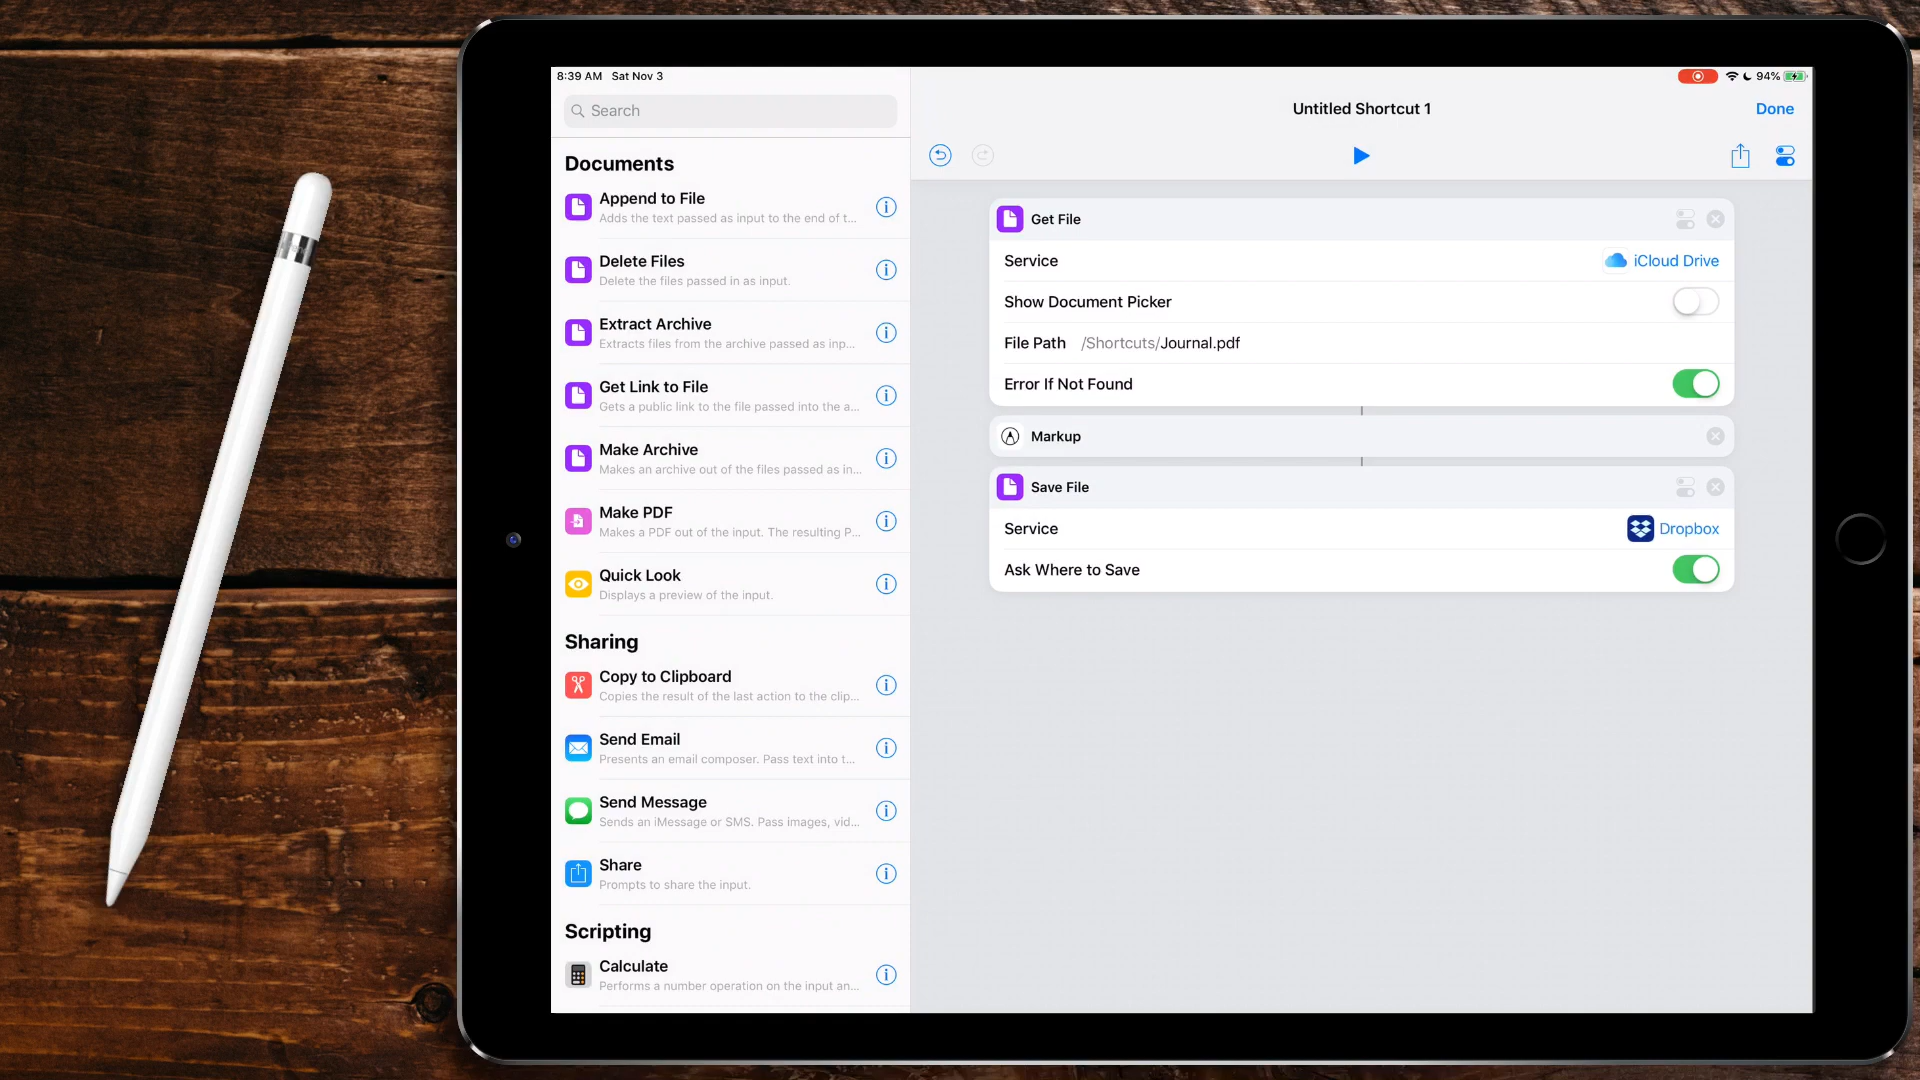 8:39 AM Sat Nov 3
94%
Search
Documents
Append to File
Adds the text passed as input to the end of t...
Delete Files
Delete the files passed in as input.
Extract Archive
Extracts files from the archive passed as inp...
Get Link to File
Gets a public link to the file passed into the a...
Make Archive
Makes an archive out of the files passed as in...
Make PDF
Makes a PDF out of the input. The resulting P...
Quick Look
Displays a preview of the input.
Sharing
Copy to Clipboard
Copies the result of the last action to the clip...
Send Email
Presents an email composer. Pass text into t...
Send Message
Sends an iMessage or SMS. Pass images, vid...
Share
Prompts to share the input.
Scripting
Calculate
Performs a number operation on the input an...
Untitled Shortcut 1
Done
Get File
Service iCloud Drive
Show Document Picker
File Path /Shortcuts/Journal.pdf
Error If Not Found
Markup
Save File
Service Dropbox
Ask Where to Save